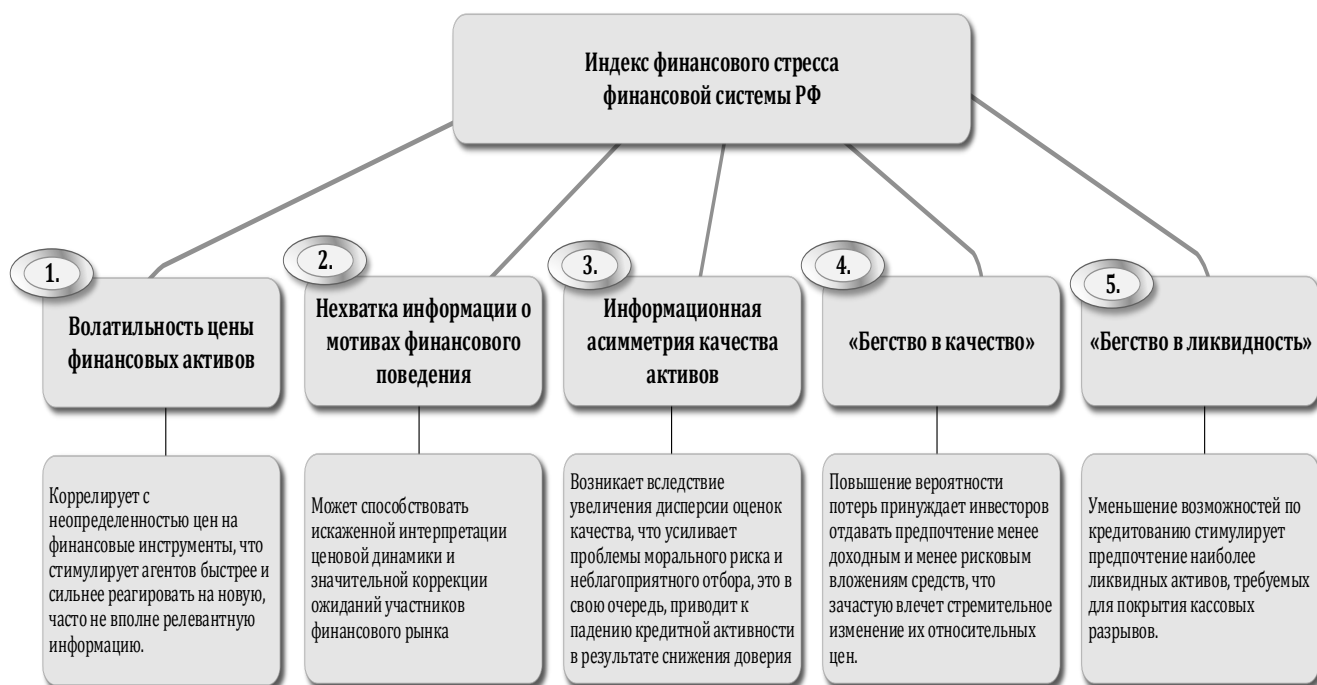 Индекс финансового стресса
финансовой системы РФ
1.
Волатильность цены
финансовых активов
Коррелирует с
неопределенностью цен на
финансовые инструменты, что
стимулирует агентов быстрее и
сильнее реагировать на новую,
часто не вполне релевантную
информацию.
2.
Нехватка информации о
мотивах финансового
поведения
Может способствовать
искаженной интерпретации
ценовой динамики и
значительной коррекции
ожиданий участников
финансового рынка
3.
Информационная
асимметрия качества
активов
Возникает вследствие
увеличения дисперсии оценок
качества, что усиливает
проблемы морального риска и
неблагоприятного отбора, это в
свою очередь, приводит к
падению кредитной активности
в результате снижения доверия
4.
«Бегство в качество»
Повышение вероятности
потерь принуждает инвесторов
отдавать предпочтение менее
доходным и менее рисковым
вложениям средств, что
зачастую влечет стремительное
изменение их относительных
цен.
5.
«Бегство в ликвидность»
Уменьшение возможностей по
кредитованию стимулирует
предпочтение наиболее
ликвидных активов, требуемых
для покрытия кассовых
разрывов.